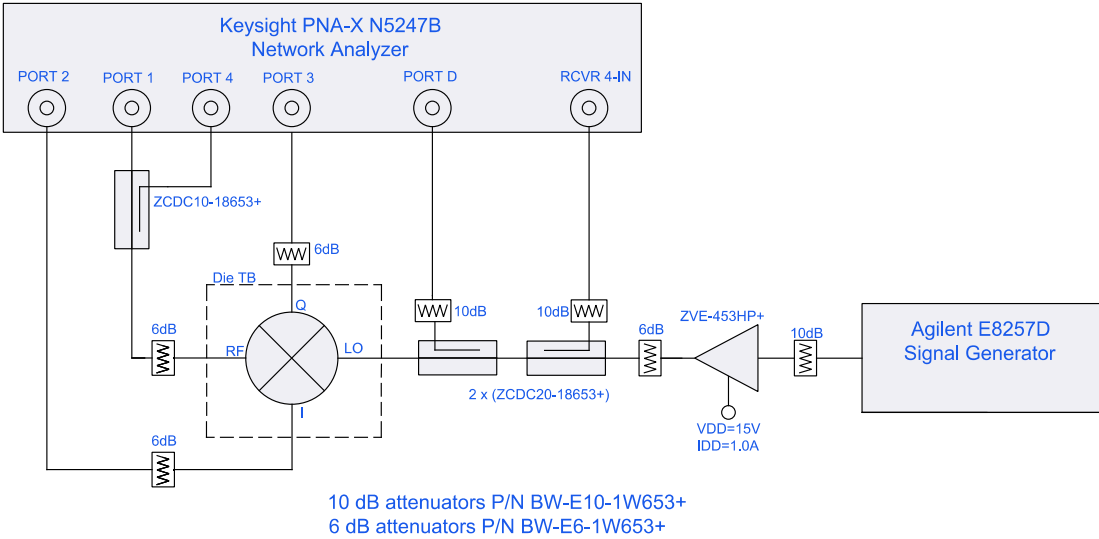 Keysight PNA-X N5247B
Network Analyzer
PORT 2
PORT 1
PORT 4
PORT 3
PORT D
RCVR 4-IN
ZCDC10-18653+
6dB
Die TB
Q
10dB
10dB
6dB
ZVE-453HP+
10dB
Agilent E8257D
Signal Generator
6dB
RF
LO
2 x (ZCDC20-18653+)
I
VDD=15V
IDD=1.0A
6dB
10 dB attenuators P/N BW-E10-1W653+
6 dB attenuators P/N BW-E6-1W653+